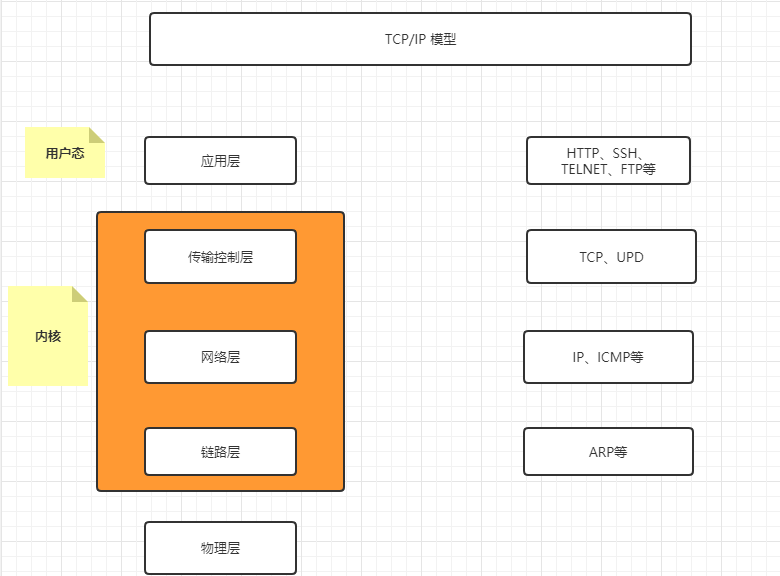 TCP/IP 模型
用户态
应用层
HTTP、SSH、
TELNET、FTP等
传输控制层
TCP、UPD
内核
网络层
IP、ICMP等
链路层
ARP等
物理层